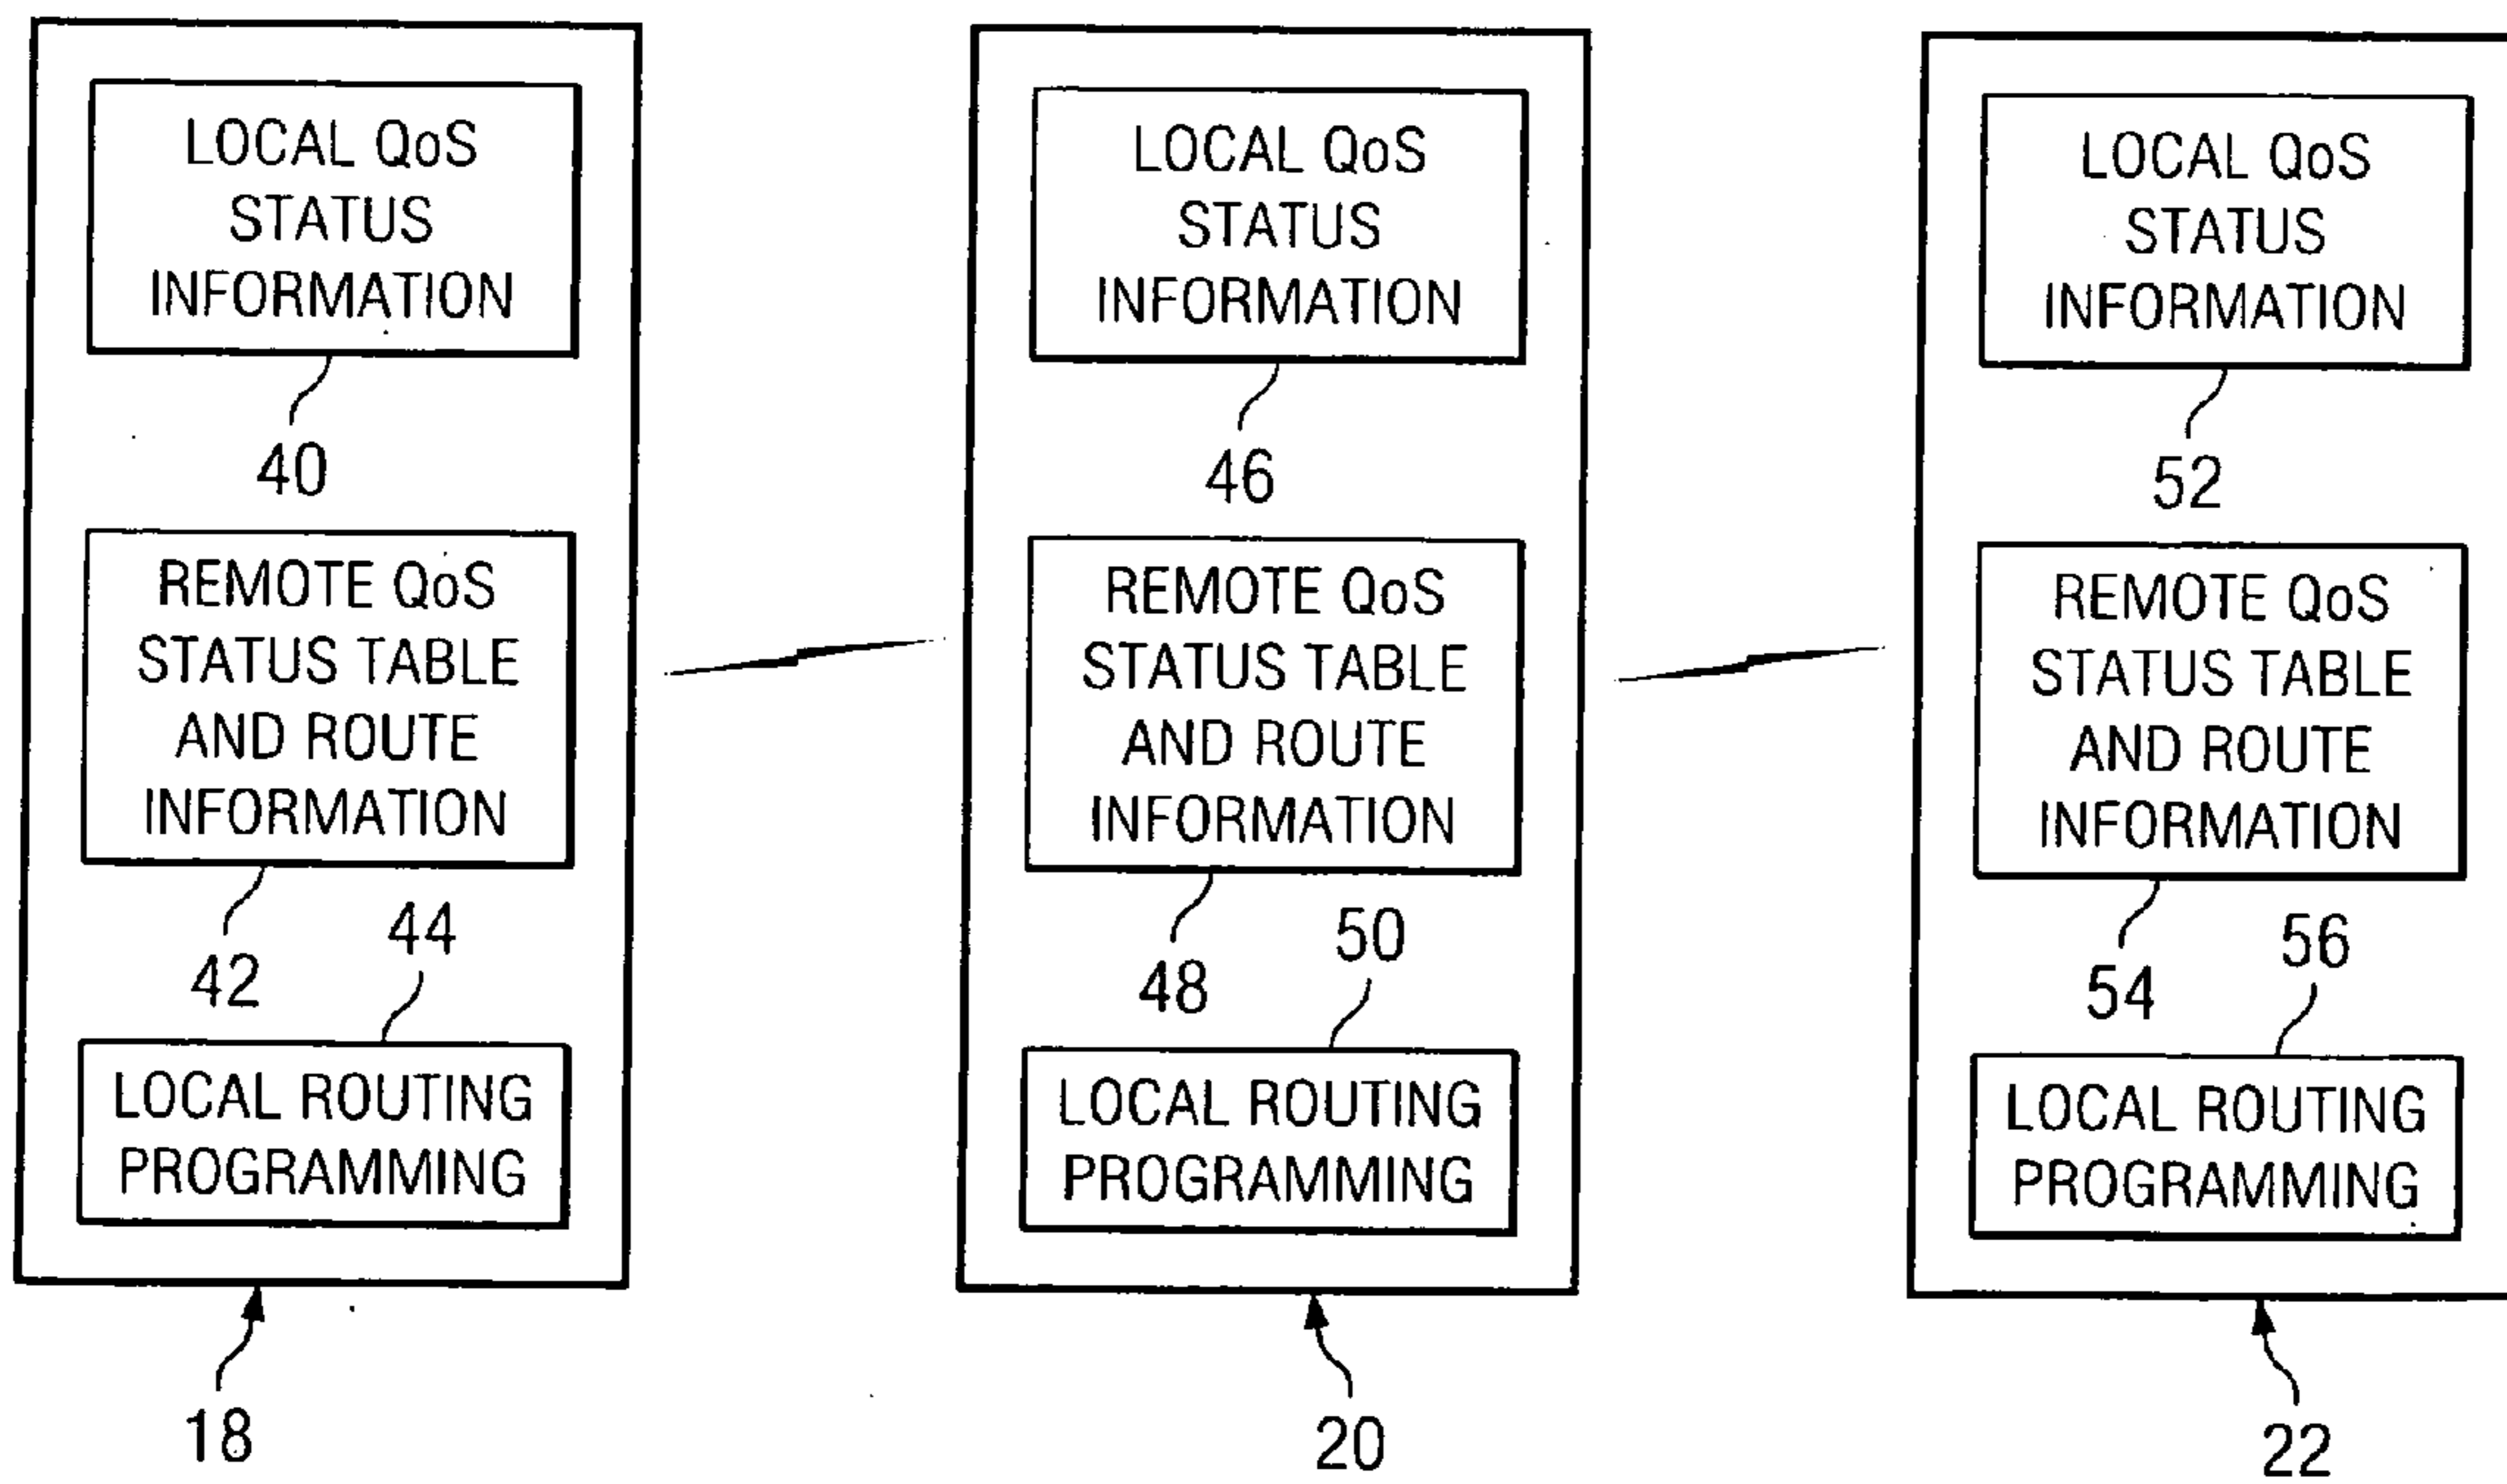 LOCAL QoS
STATUS
INFORMATION
40
REMOTE QoS
STATUS TABLE
AND ROUTE
INFORMATION
42
44
LOCAL ROUTING
PROGRAMMING
18
LOCAL QoS
STATUS
INFORMATION
46
REMOTE QoS
STATUS TABLE
AND ROUTE
INFORMATION
48
50
LOCAL ROUTING
PROGRAMMING
20
LOCAL QoS
STATUS
INFORMATION
52
REMOTE QoS
STATUS TABLE
AND ROUTE
INFORMATION
54
56
LOCAL ROUTING
PROGRAMMING
22